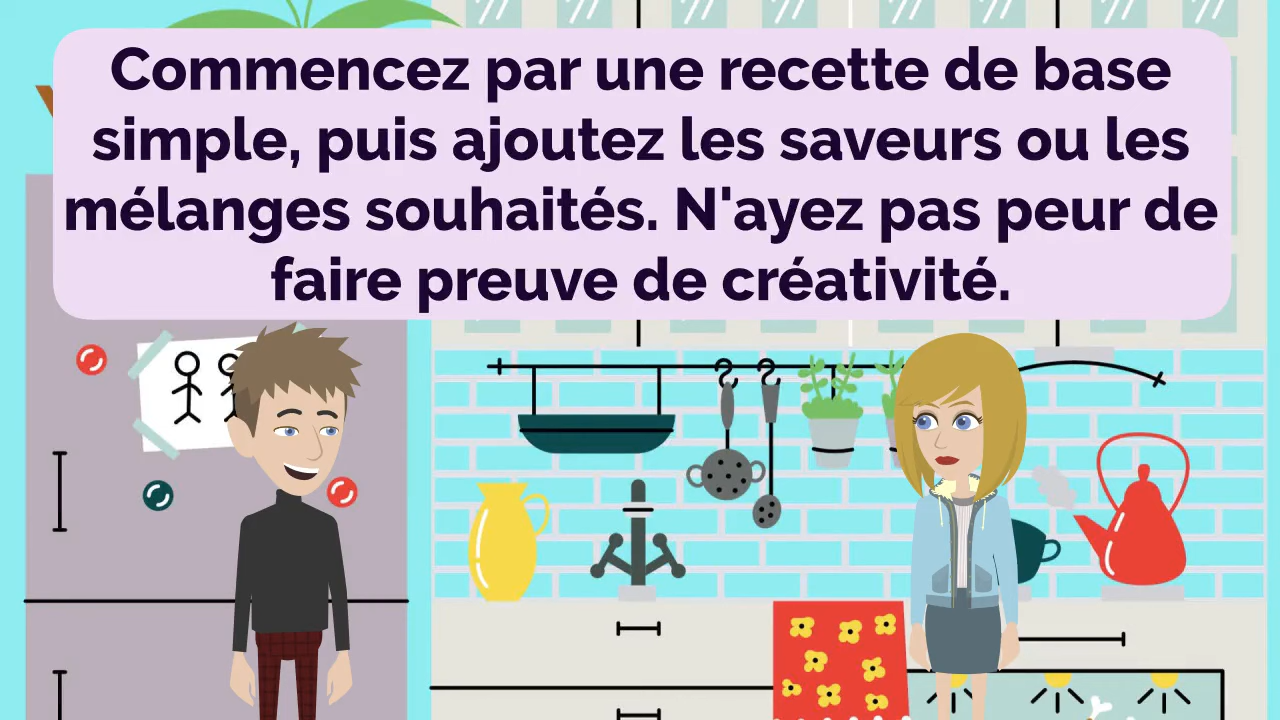 Commencez par une recette de base
simple, puis ajoutez les saveurs ou les
mélanges souhaités. N'ayez pas peur de
faire preuve de créativité.